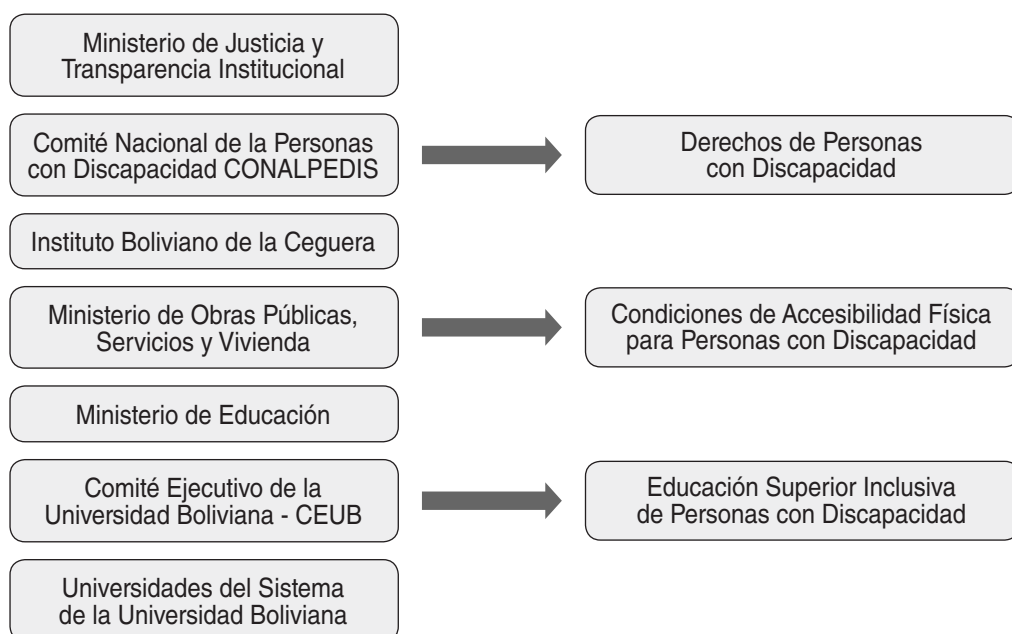 Ministerio de Justicia y
Transparencia Institucional
Comité Nacional de la Personas
con Discapacidad CONALPEDIS
Derechos de Personas
con Discapacidad
Instituto Boliviano de la Ceguera
Ministerio de Obras Públicas,
Servicios y Vivienda
Condiciones de Accesibilidad Física
para Personas con Discapacidad
Ministerio de Educación
Comité Ejecutivo de la
Universidad Boliviana - CEUB
Educación Superior Inclusiva
de Personas con Discapacidad
Universidades del Sistema
de la Universidad Boliviana